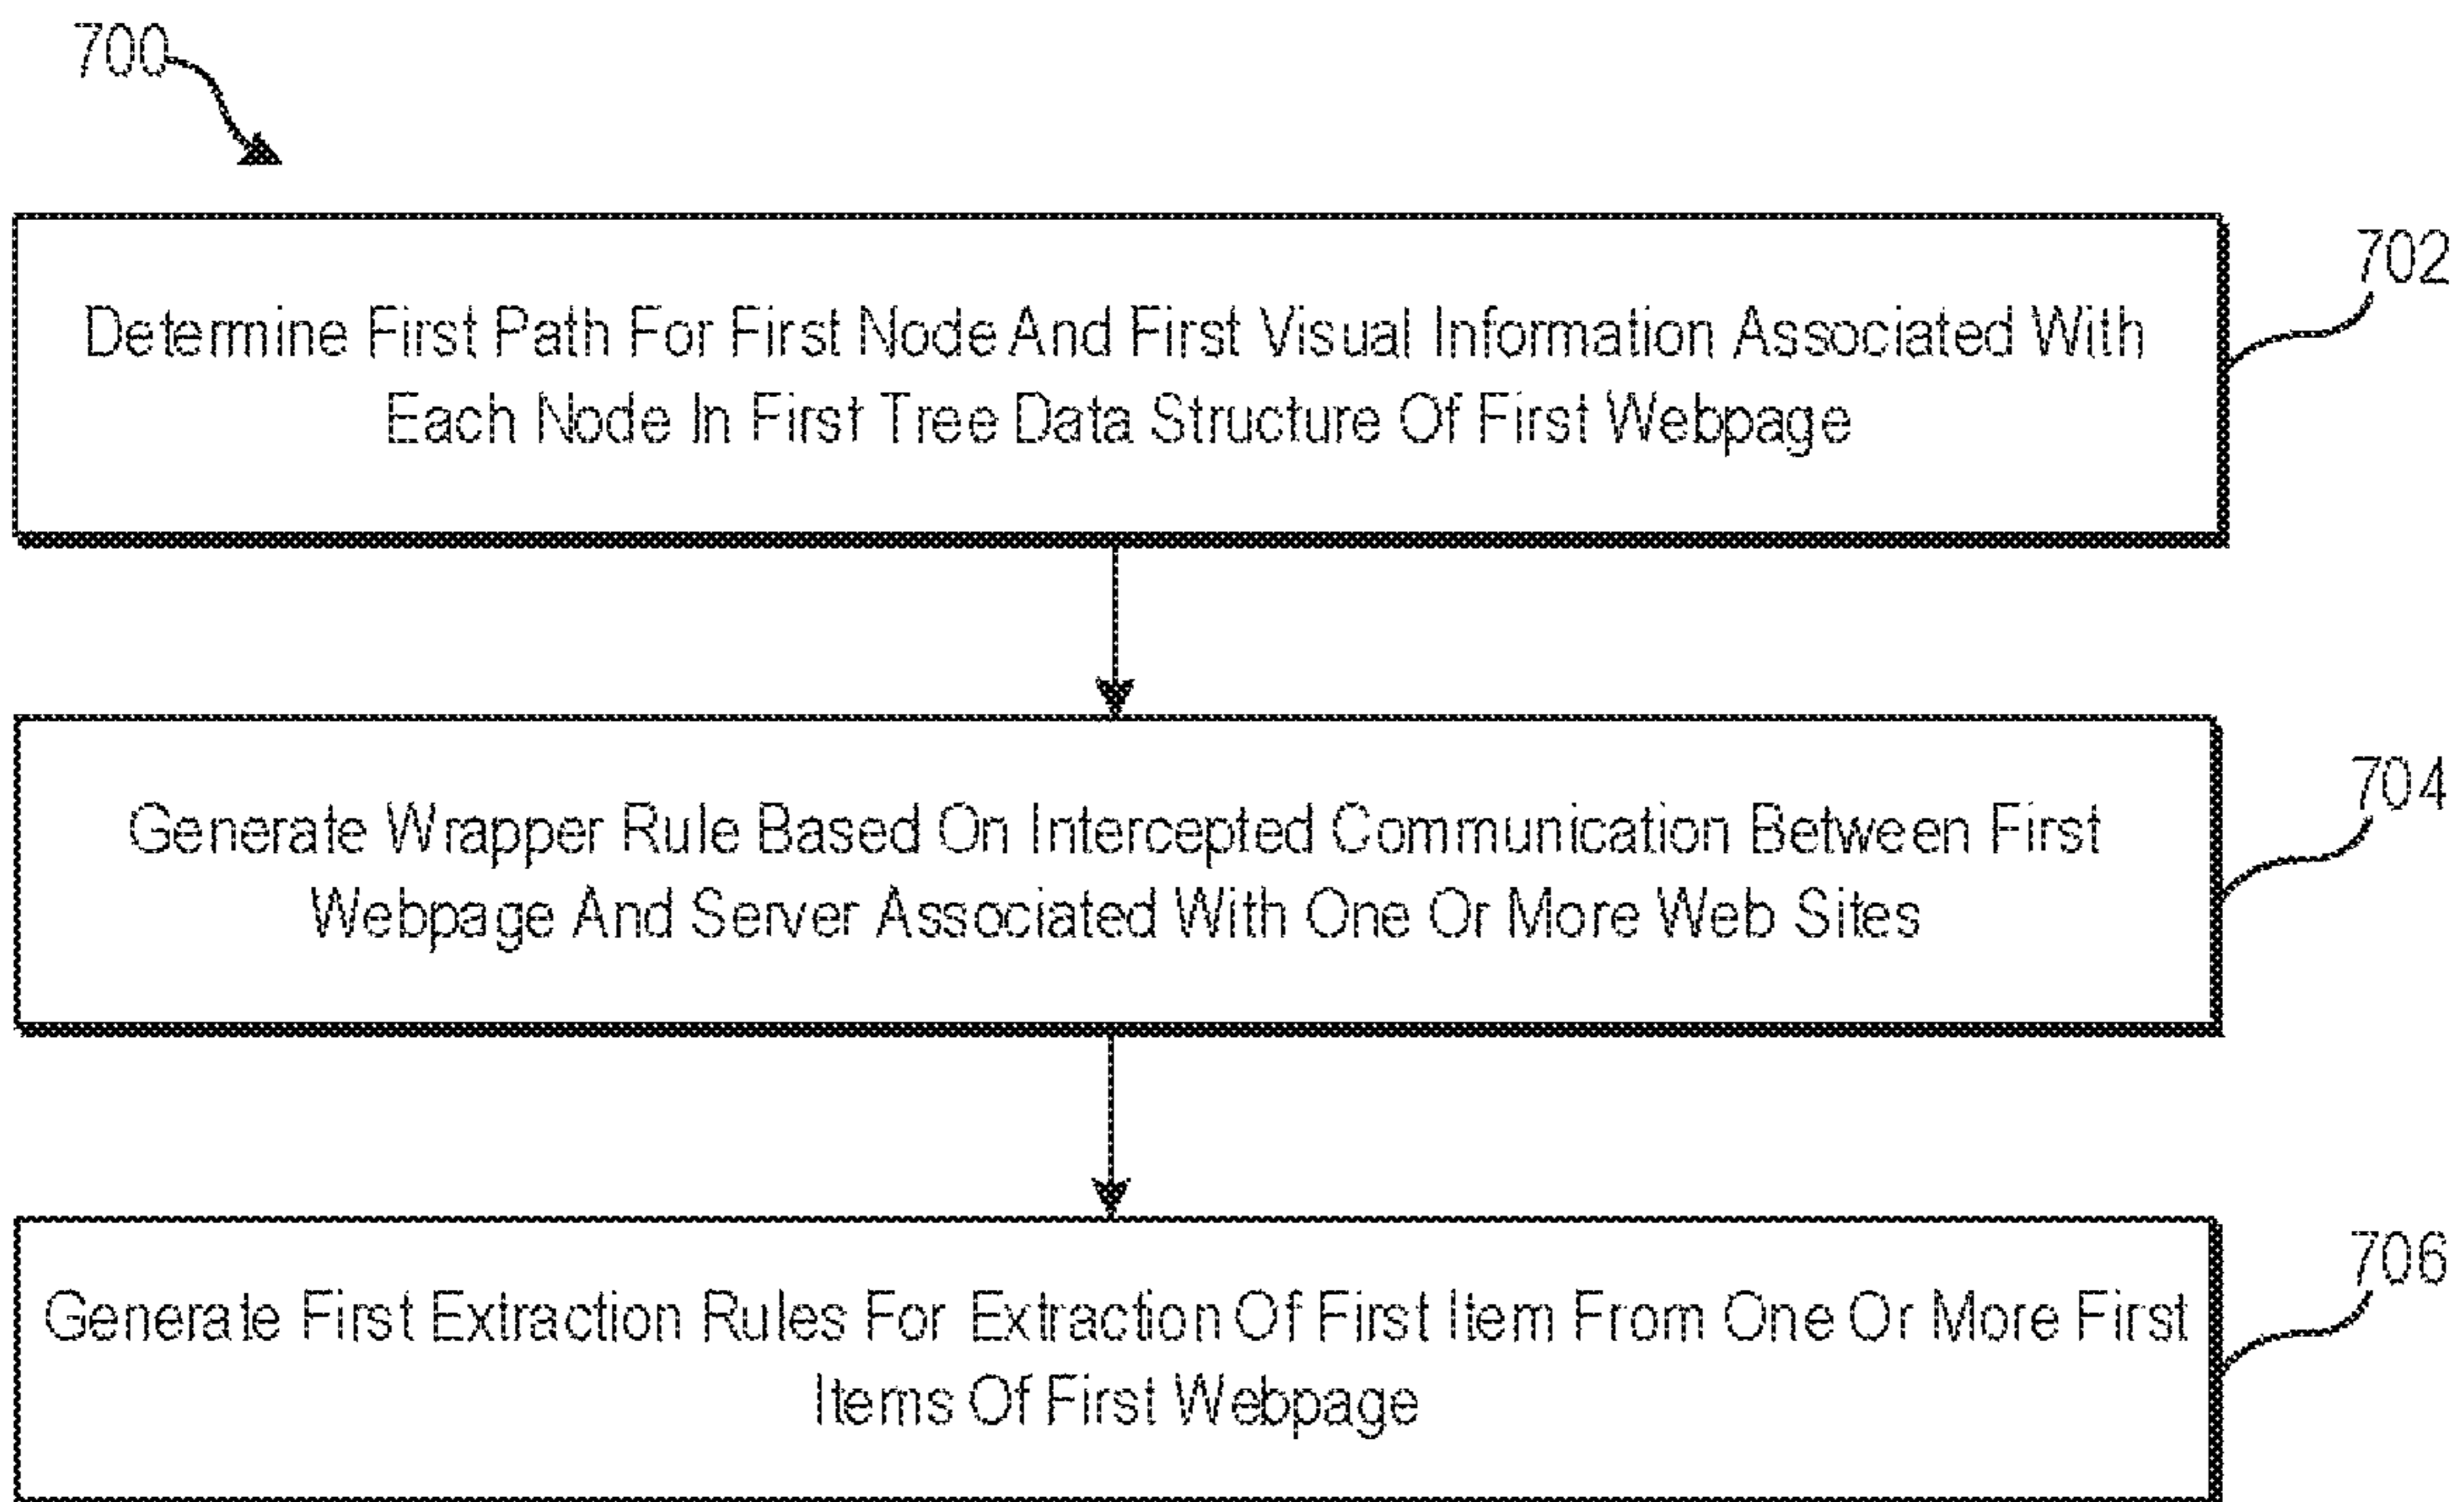 700
702
Determine First Path For First Node And First Visual Information Associated With
Each Node In First Tree Data Structure Of First Webpage
704
Generate Wrapper Rule Based On Intercepted Communication Between First
Webpage And Server Associated With One Or More Web Sites
706
Generate First Extraction Rules For Extraction Of First Item From One Or More First
Items Of First Webpage